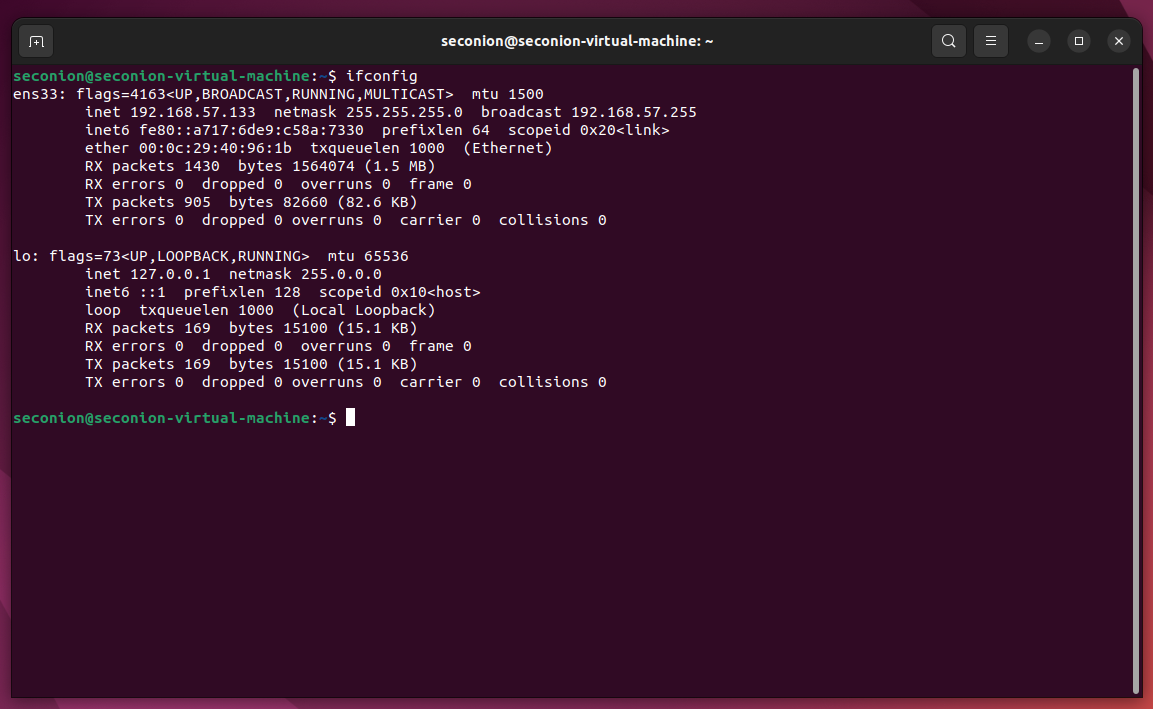 seconion@seconion-virtual-machine: ~
seconion@seconion-virtual-machine:~$ ifconfig
ens33: flags=4163<UP,BROADCAST,RUNNING,MULTICAST>  mtu 1500
        inet 192.168.57.133  netmask 255.255.255.0  broadcast 192.168.57.255
        inet6 fe80::a717:6de9:c58a:7330  prefixlen 64  scopeid 0x20<link>
        ether 00:0c:29:40:96:1b  txqueuelen 1000  (Ethernet)
        RX packets 1430  bytes 1564074 (1.5 MB)
        RX errors 0  dropped 0  overruns 0  frame 0
        TX packets 905  bytes 82660 (82.6 KB)
        TX errors 0  dropped 0 overruns 0  carrier 0  collisions 0

lo: flags=73<UP,LOOPBACK,RUNNING>  mtu 65536
        inet 127.0.0.1  netmask 255.0.0.0
        inet6 ::1  prefixlen 128  scopeid 0x10<host>
        loop  txqueuelen 1000  (Local Loopback)
        RX packets 169  bytes 15100 (15.1 KB)
        RX errors 0  dropped 0  overruns 0  frame 0
        TX packets 169  bytes 15100 (15.1 KB)
        TX errors 0  dropped 0 overruns 0  carrier 0  collisions 0

seconion@seconion-virtual-machine:~$